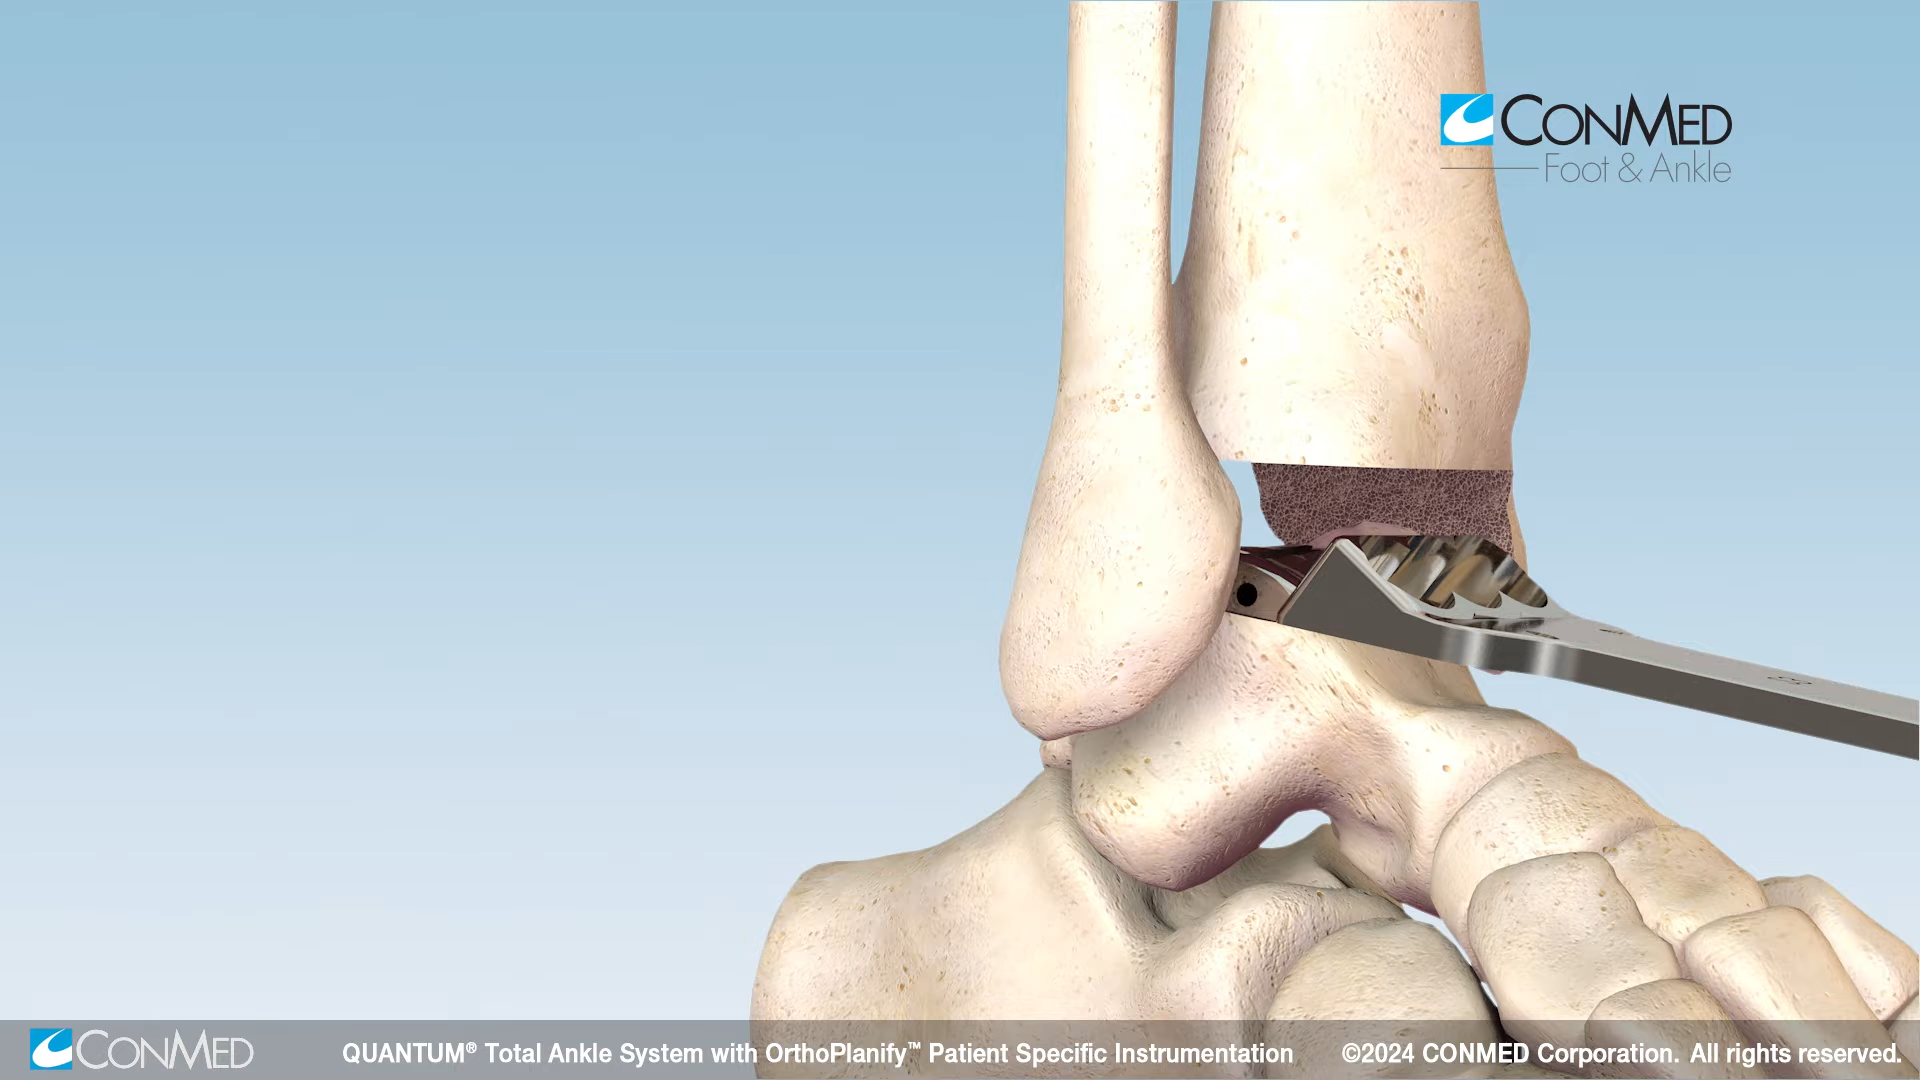 CONMED
Foot & Ankle
CONMED
QUANTUM® Total Ankle System with OrthoPlanify™ Patient Specific Instrumentation
©2024 CONMED Corporation. All rights reserved.